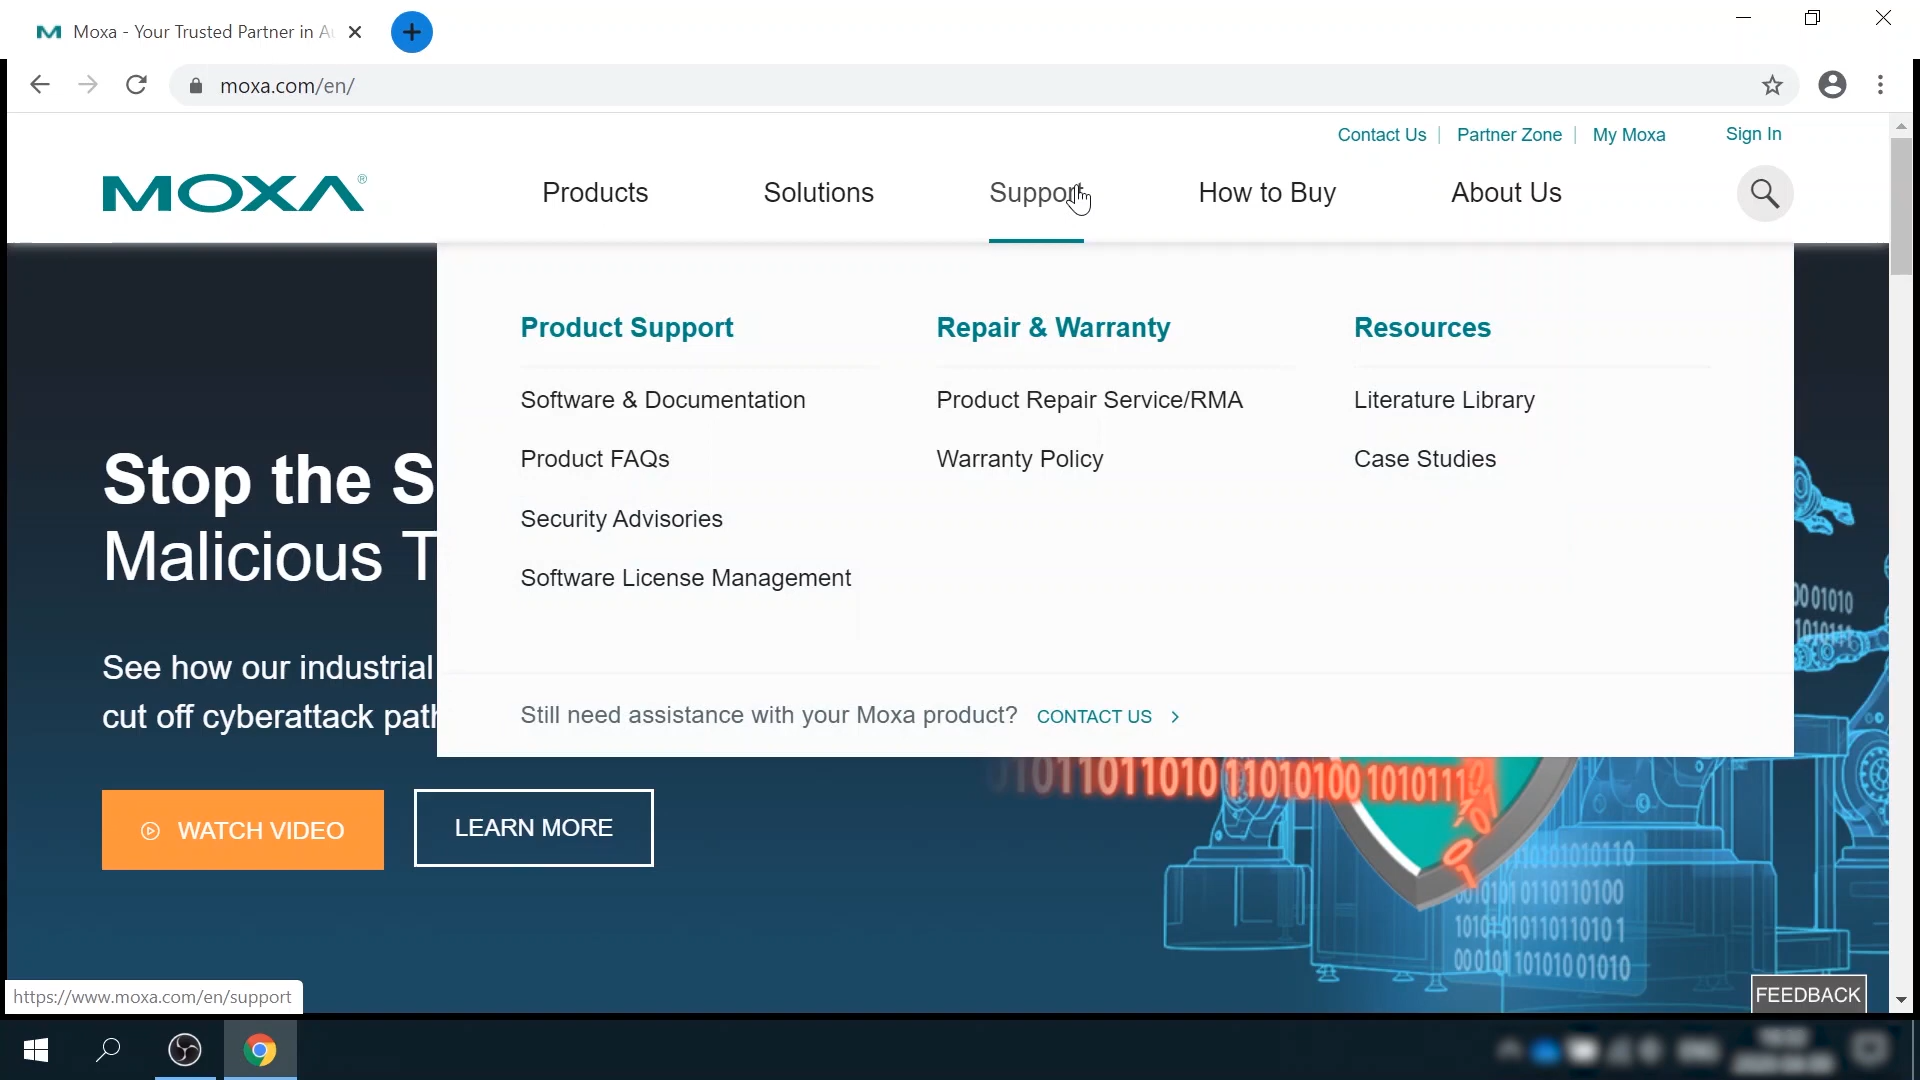 Moxa - Your Trusted Partner in Au
moxa.com/en/
Contact Us
Partner Zone
My Moxa
Sign In
MOXA®
Products
Solutions
Support
How to Buy
About Us
Product Support
Repair & Warranty
Resources
Software & Documentation
Product Repair Service/RMA
Literature Library
Product FAQs
Warranty Policy
Case Studies
Security Advisories
Software License Management
Stop the S
Malicious T
See how our industrial
cut off cyberattack path
Still need assistance with your Moxa product? CONTACT US
WATCH VIDEO
LEARN MORE
FEEDBACK
https://www.moxa.com/en/support